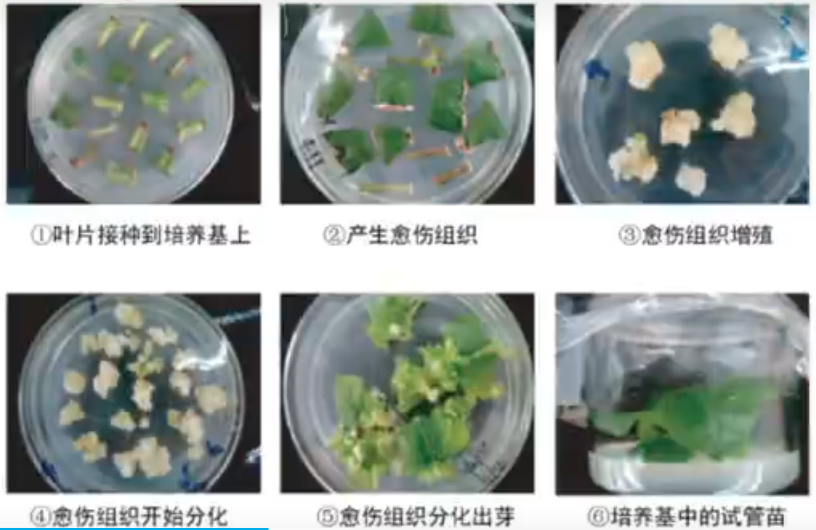 ①叶片接种到培养基上
②产生愈伤组织
③愈伤组织增殖
④愈伤组织开始分化
⑤愈伤组织分化出芽
⑥培养基中的试管苗